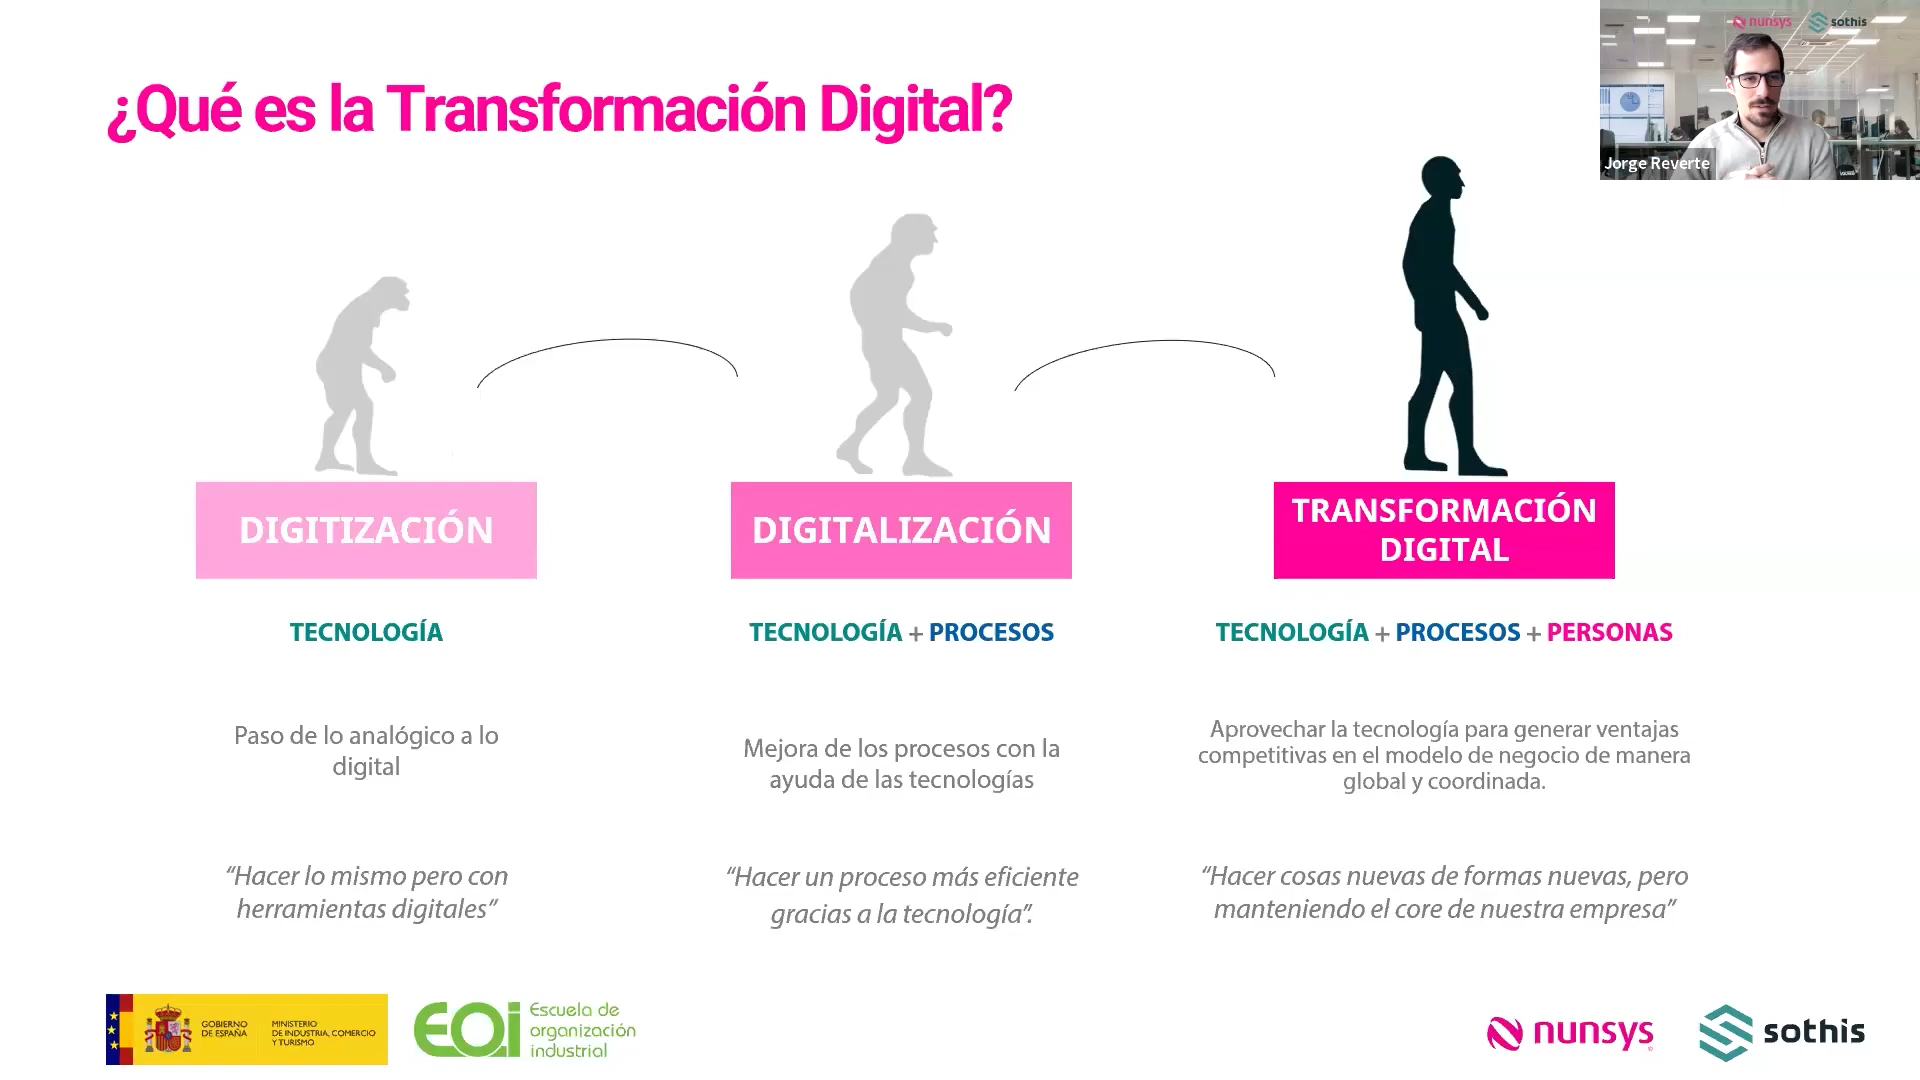 nunsys sothis
¿Qué es la Transformación Digital?
Jorge Reverte
DIGITIZACIÓN
TECNOLOGÍA
Paso de lo analógico a lo
digital
“Hacer lo mismo pero con
herramientas digitales”
DIGITALIZACIÓN
TECNOLOGÍA + PROCESOS
Mejora de los procesos con la
ayuda de las tecnologías
“Hacer un proceso más eficiente
gracias a la tecnología”.
TRANSFORMACIÓN
DIGITAL
TECNOLOGÍA + PROCESOS + PERSONAS
Aprovechar la tecnología para generar ventajas
competitivas en el modelo de negocio de manera
global y coordinada.
“Hacer cosas nuevas de formas nuevas, pero
manteniendo el core de nuestra empresa”
GOBIERNO
DE ESPAÑA
MINISTERIO
DE INDUSTRIA, COMERCIO
Y TURISMO
EOi
Escuela de
organización
industrial
nunsys
sothis